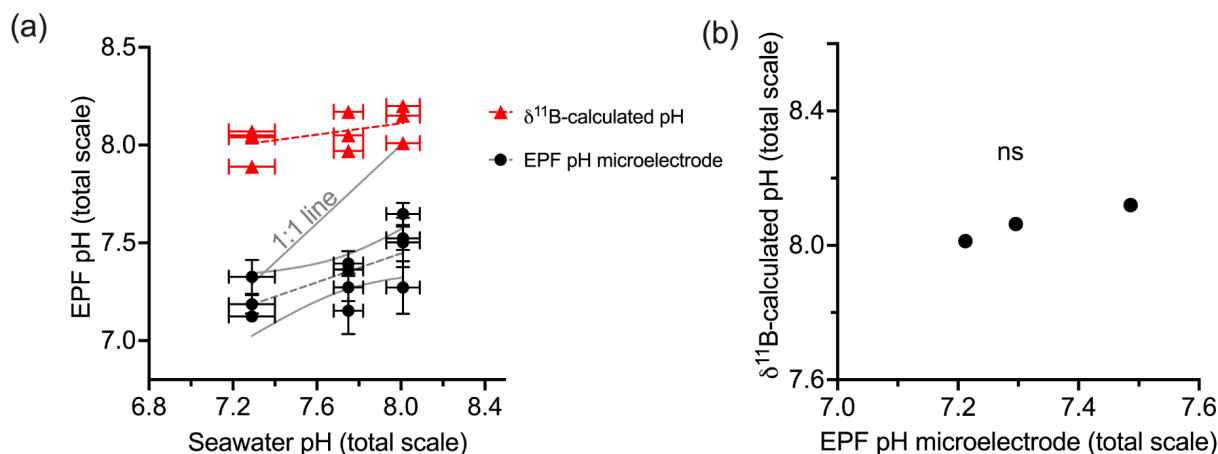 (a)
EPF pH (total scale)
8.5
8.0
7.5
7.0
6.8 7.2 7.6 8.0 8.4
Seawater pH (total scale)
1:1 line
δ¹¹B-calculated pH
EPF pH microelectrode
(b)
δ¹¹B-calculated pH (total scale)
8.4
8.0
7.6
ns
7.0 7.2 7.4 7.6
EPF pH microelectrode (total scale)